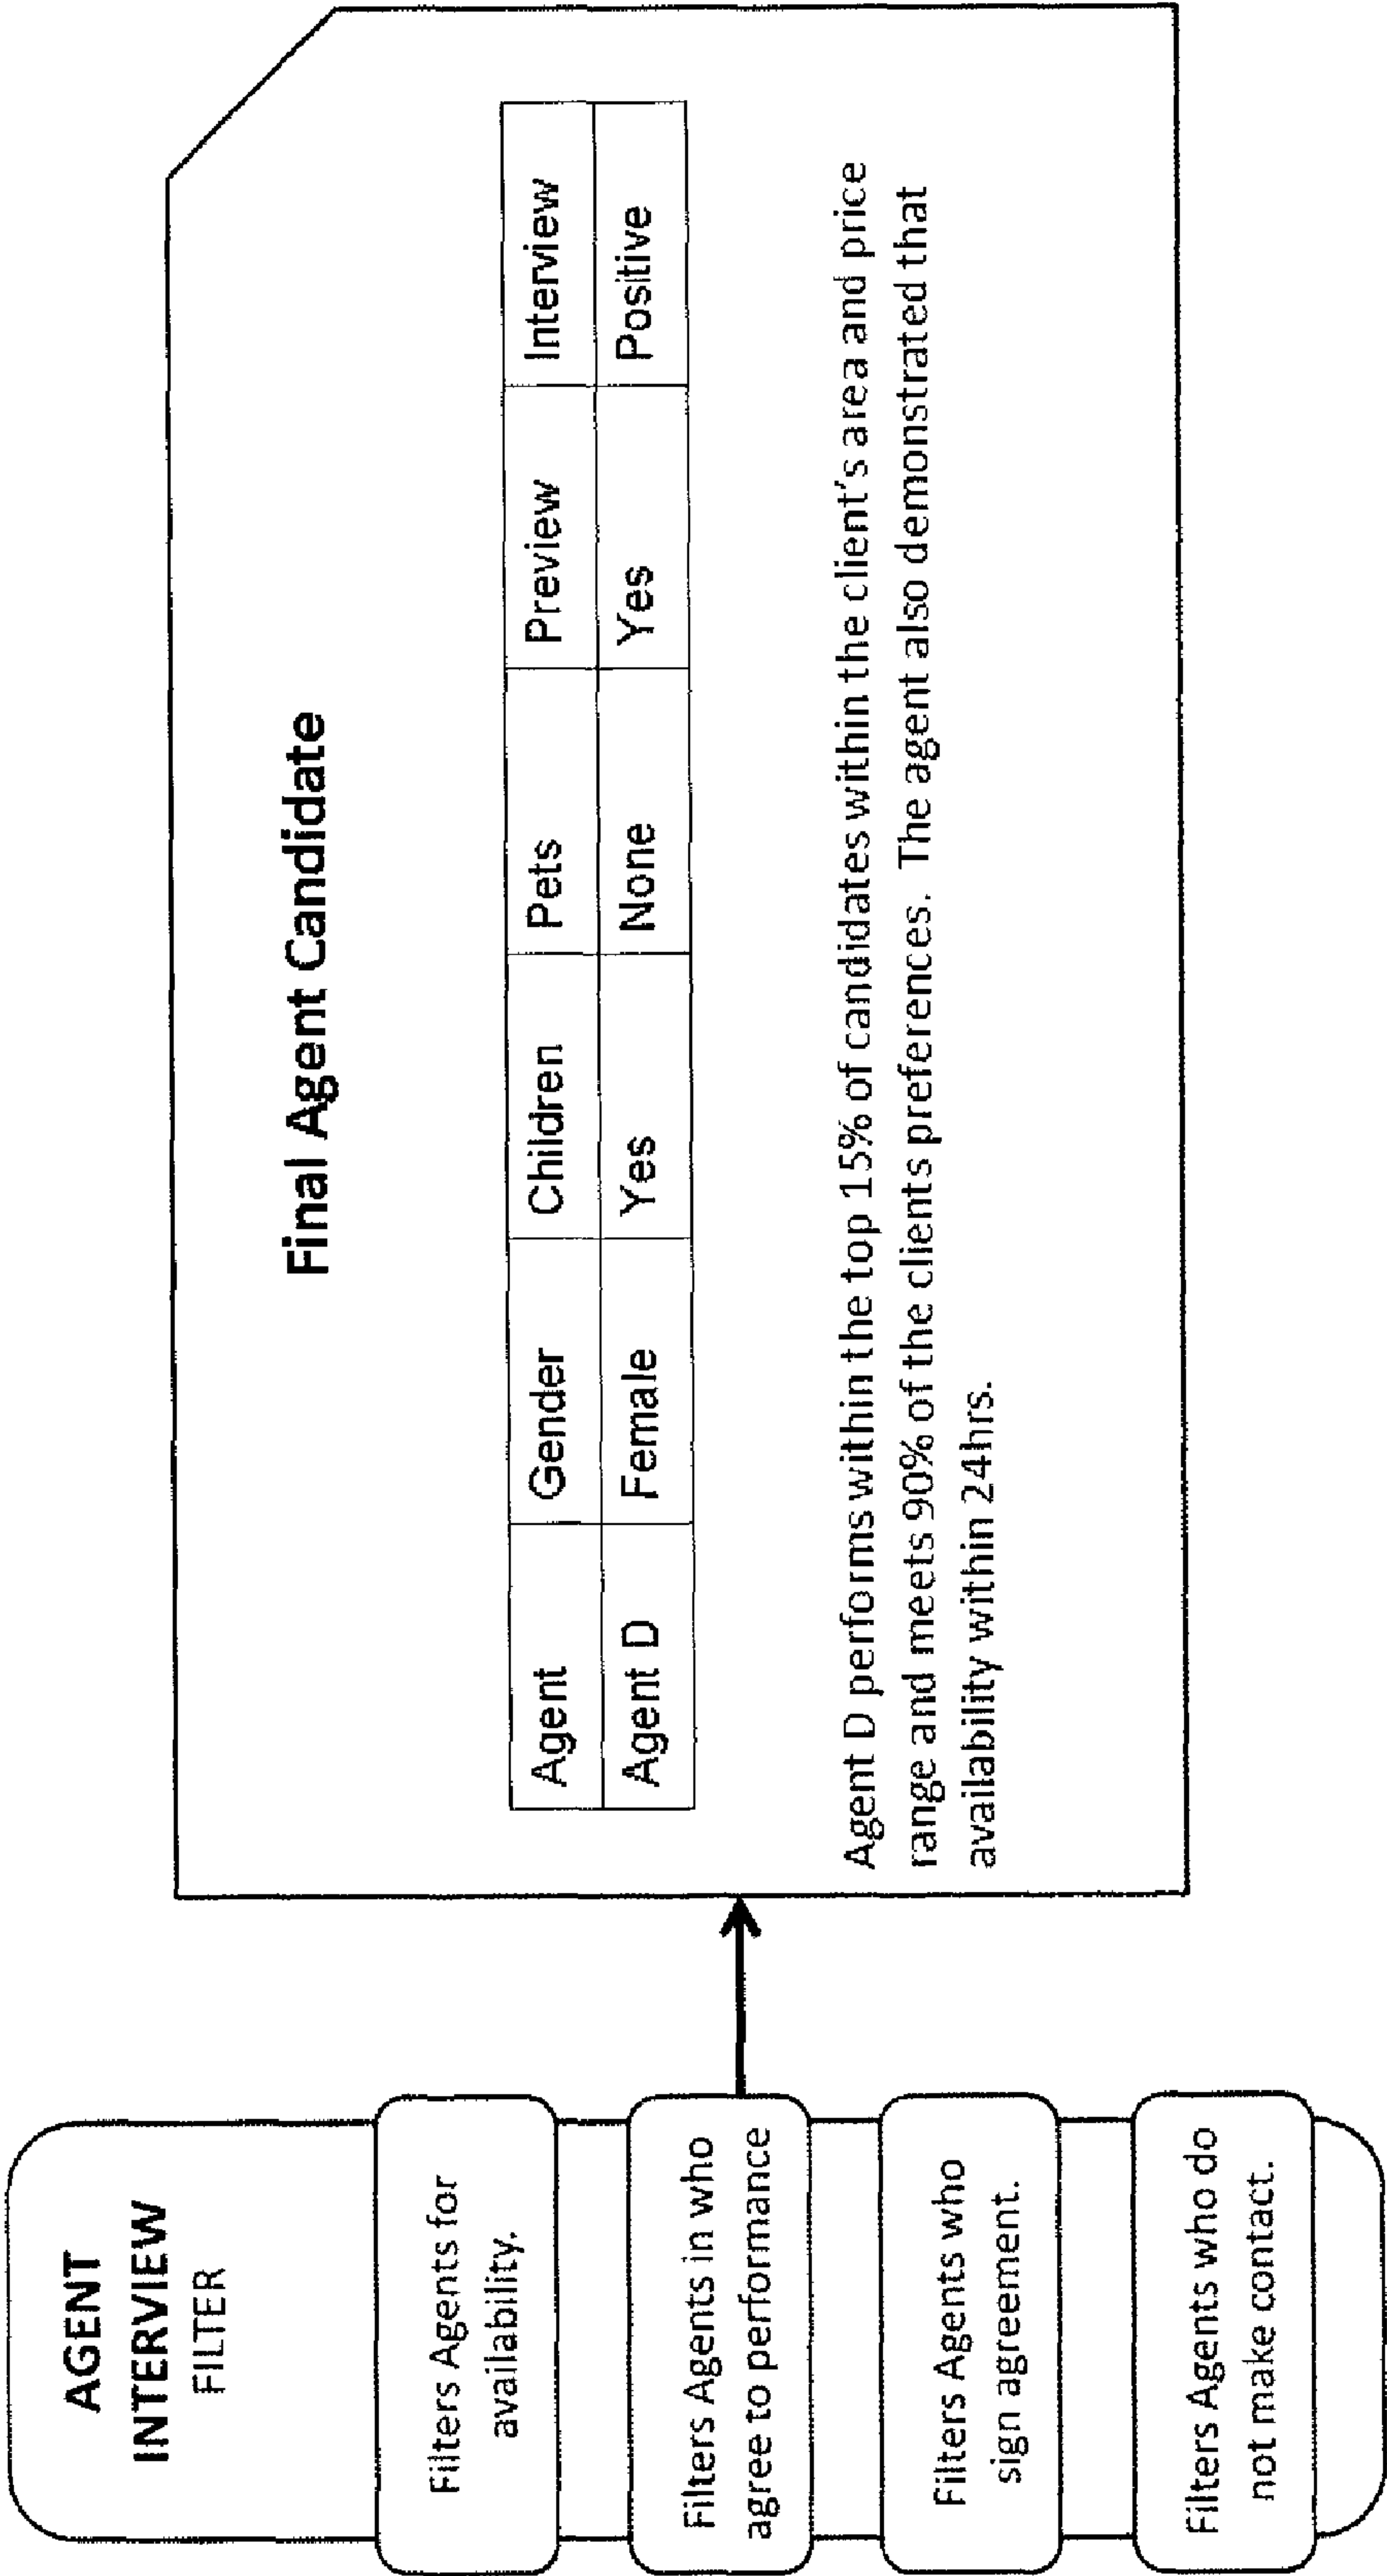 AGENT
INTERVIEW
FILTER
Filters Agents for
availability.
Filters Agents in who
agree to performance
Filters Agents who
sign agreement.
Filters Agents who do
not make contact.
Final Agent Candidate
Agent Gender Children Pets Preview Interview
Agent D Female Yes None Yes Positive
Agent D performs within the top 15% of candidates within the client's area and price
range and meets 90% of the clients preferences. The agent also demonstrated that
availability within 24hrs.